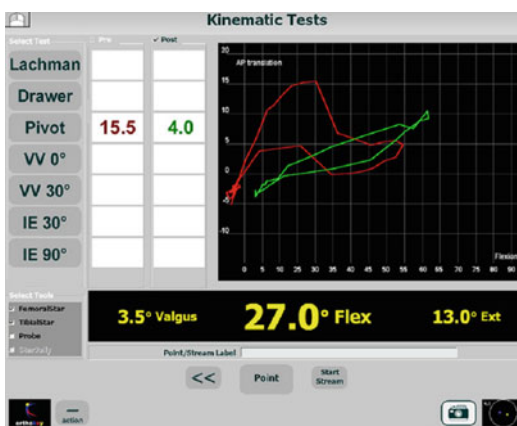 Kinematic Tests
Select Test
Pre
Post
Lachman
Drawer
Pivot 15.5 4.0
VV 0°
VV 30°
IE 30°
IE 90°
AP translation
20
15
10
5
0
-5
-10
0 5 10 15 20 25 30 35 40 45 50 55 60 65 70 75 80 85 90
Flexion
Select Tools
FemoralStar
TibialStar
Probe
3.5° Valgus 27.0° Flex 13.0° Ext
Point/Stream Label
<< Point Start Stream
action